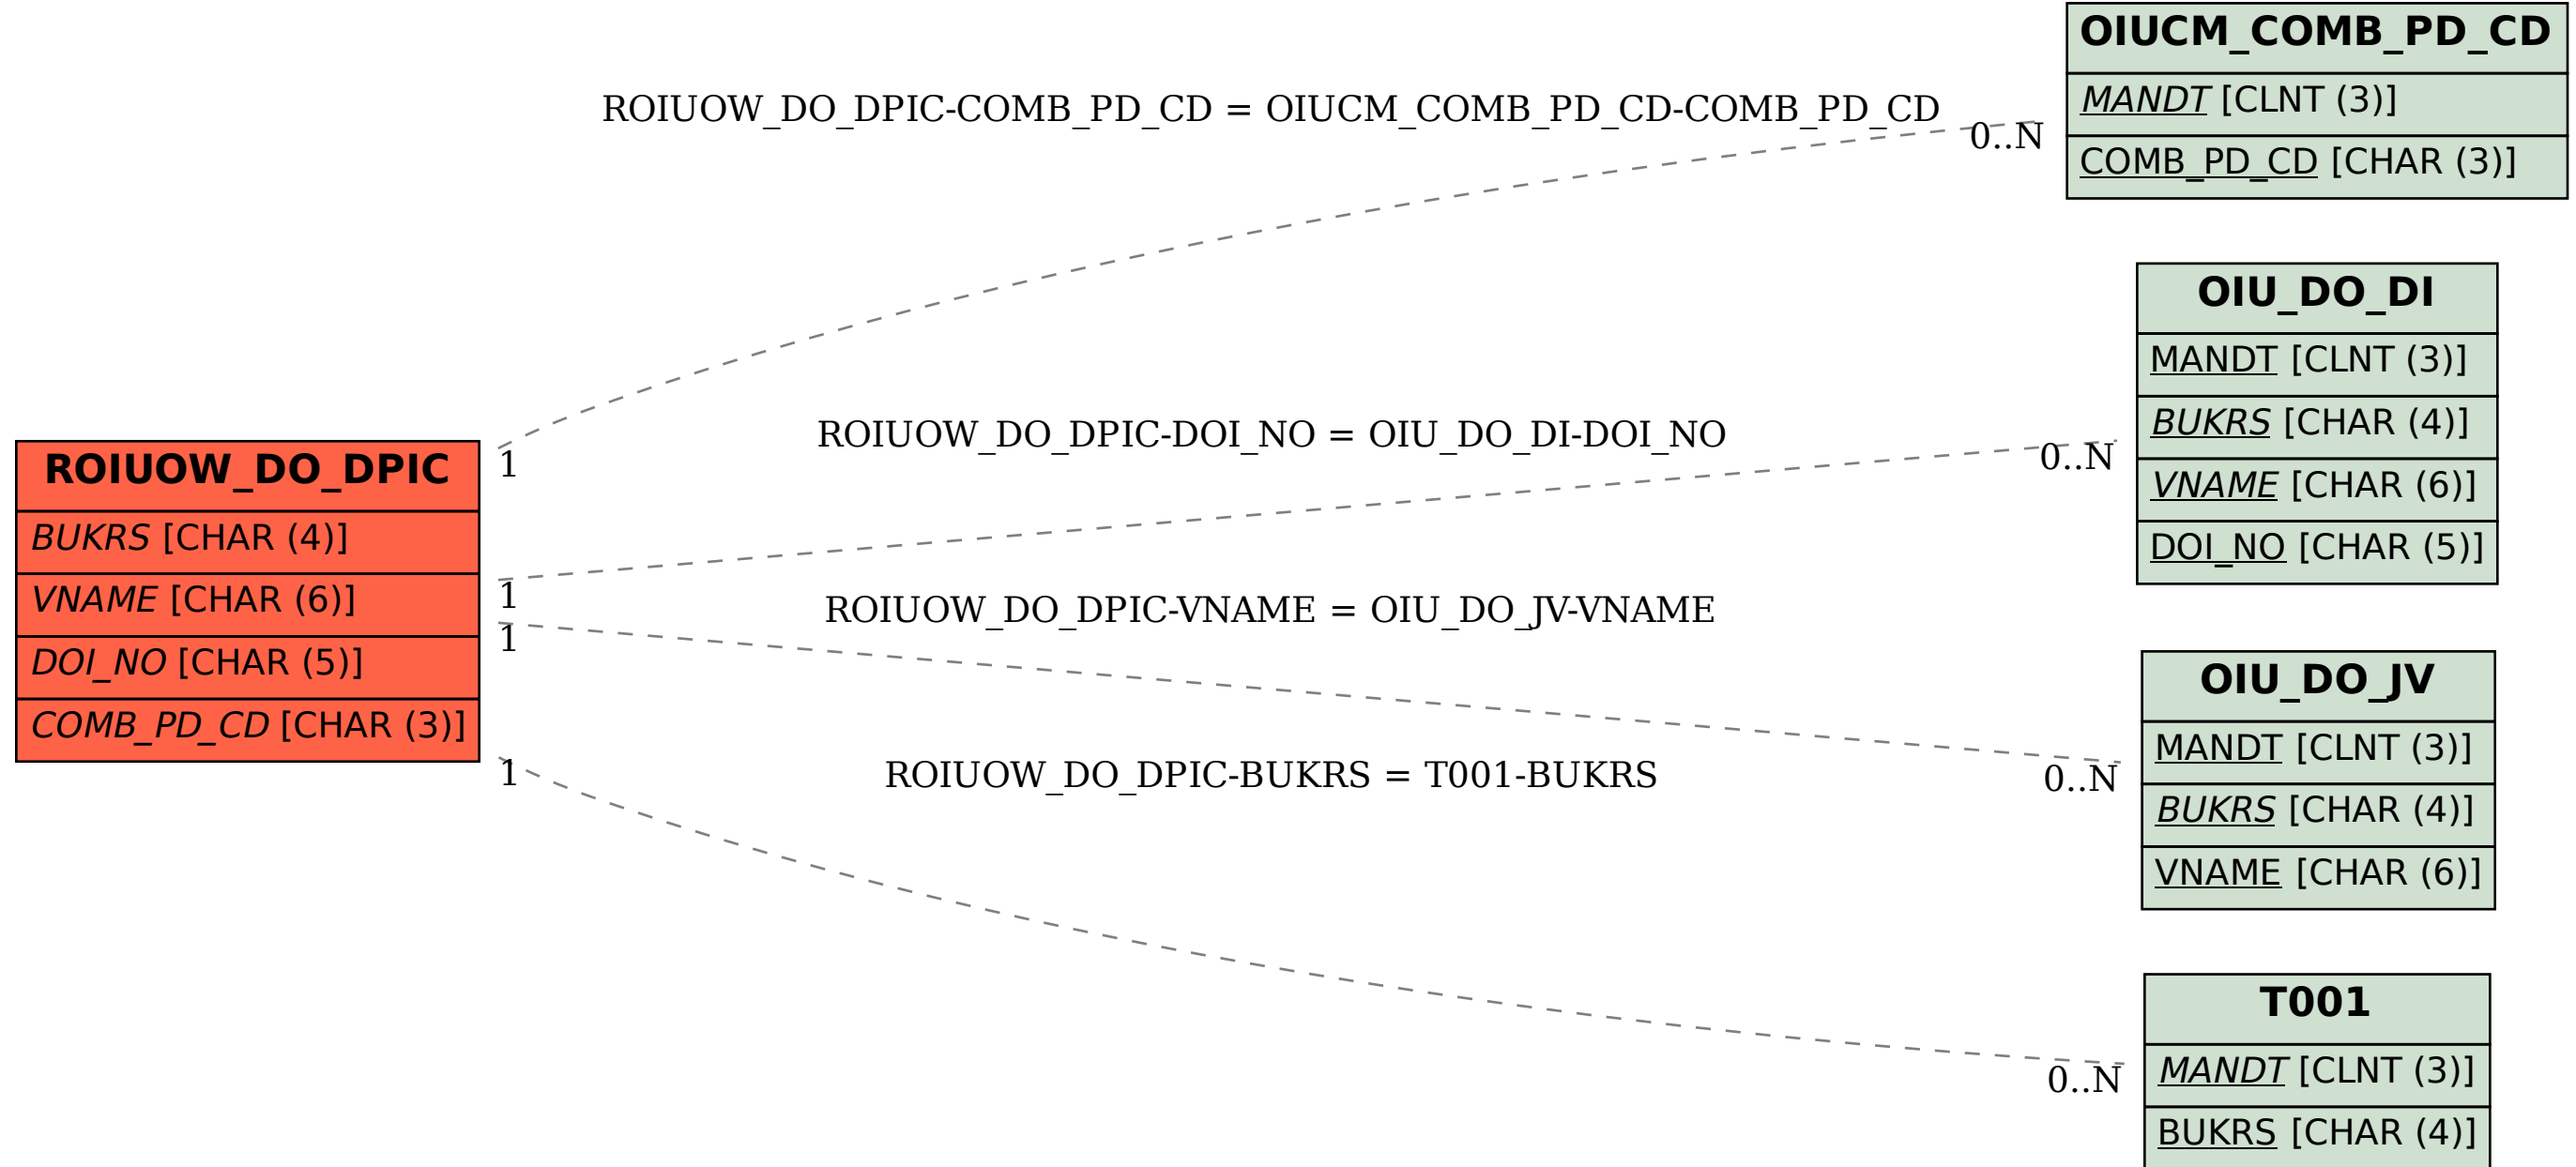 OIUCM_COMB_PD_CD
MANDT [CLNT (3)]
COMB_PD_CD [CHAR (3)]
ROIUOW_DO_DPIC-COMB_PD_CD = OIUCM_COMB_PD_CD-COMB_PD_CD
0..N
1
OIU_DO_DI
MANDT [CLNT (3)]
BUKRS [CHAR (4)]
VNAME [CHAR (6)]
DOI_NO [CHAR (5)]
ROIUOW_DO_DPIC-DOI_NO = OIU_DO_DI-DOI_NO
0..N
1
ROIUOW_DO_DPIC
BUKRS [CHAR (4)]
VNAME [CHAR (6)]
DOI_NO [CHAR (5)]
COMB_PD_CD [CHAR (3)]
ROIUOW_DO_DPIC-VNAME = OIU_DO_JV-VNAME
1
0..N
OIU_DO_JV
MANDT [CLNT (3)]
BUKRS [CHAR (4)]
VNAME [CHAR (6)]
ROIUOW_DO_DPIC-BUKRS = T001-BUKRS
1
0..N
T001
MANDT [CLNT (3)]
BUKRS [CHAR (4)]